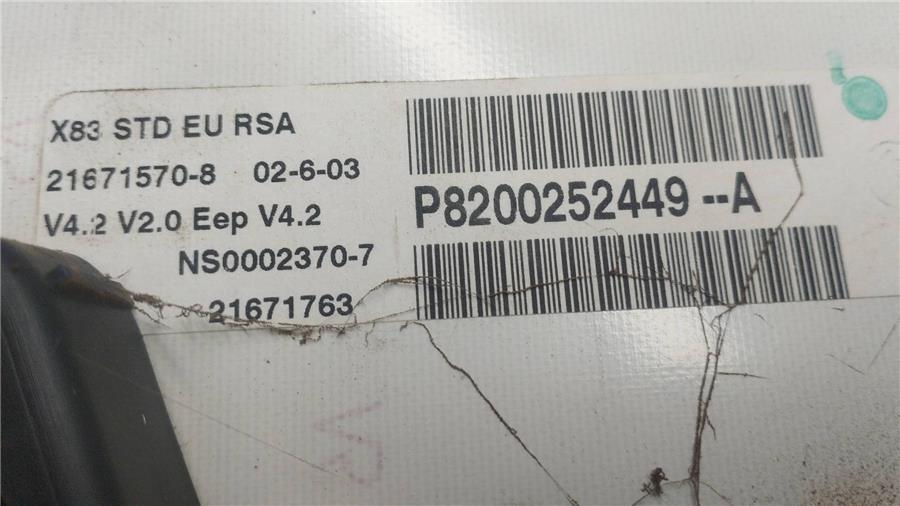 X83 STD EU RSA
21671570-8 02-6-03
V4.2 V2.0 Eep V4.2
NS0002370-7
21671763
P8200252449 --A